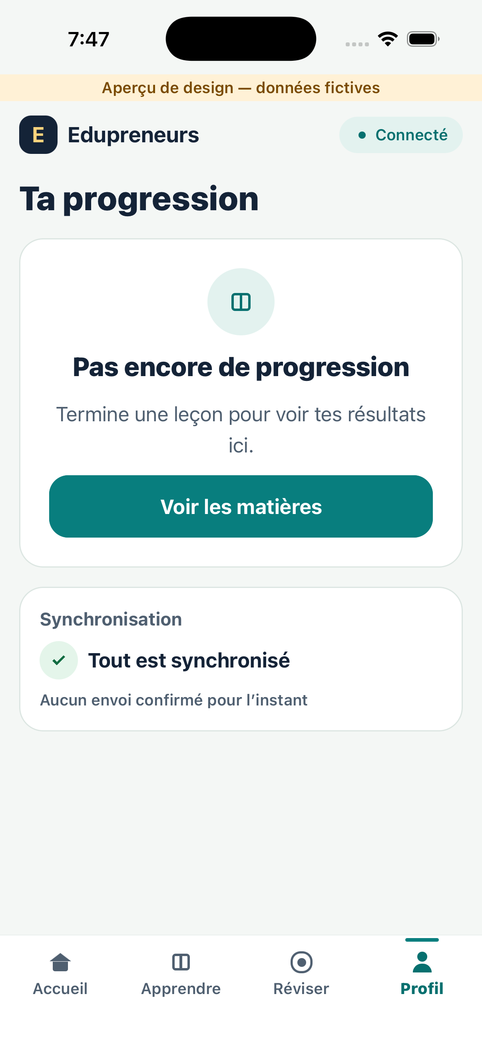 7:47
Aperçu de design — données fictives
E Edupreneurs
Connecté
Ta progression
Pas encore de progression
Termine une leçon pour voir tes résultats
ici.
Voir les matières
Synchronisation
Tout est synchronisé
Aucun envoi confirmé pour l’instant
Accueil Apprendre Réviser Profil